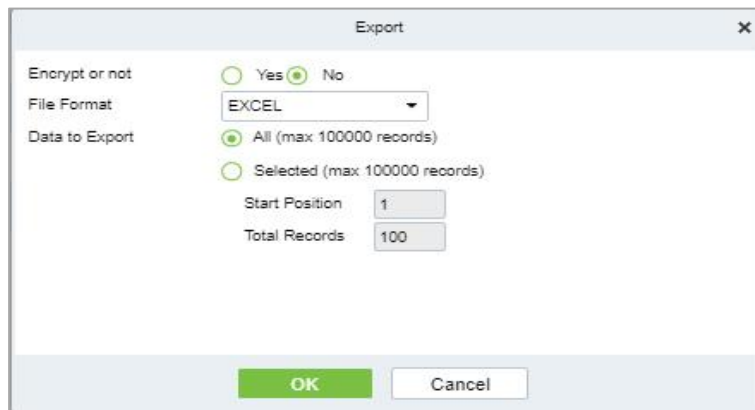 Export
Encrypt or not Yes No
File Format EXCEL
Data to Export All (max 100000 records)
Selected (max 100000 records)
Start Position 1
Total Records 100
OK Cancel